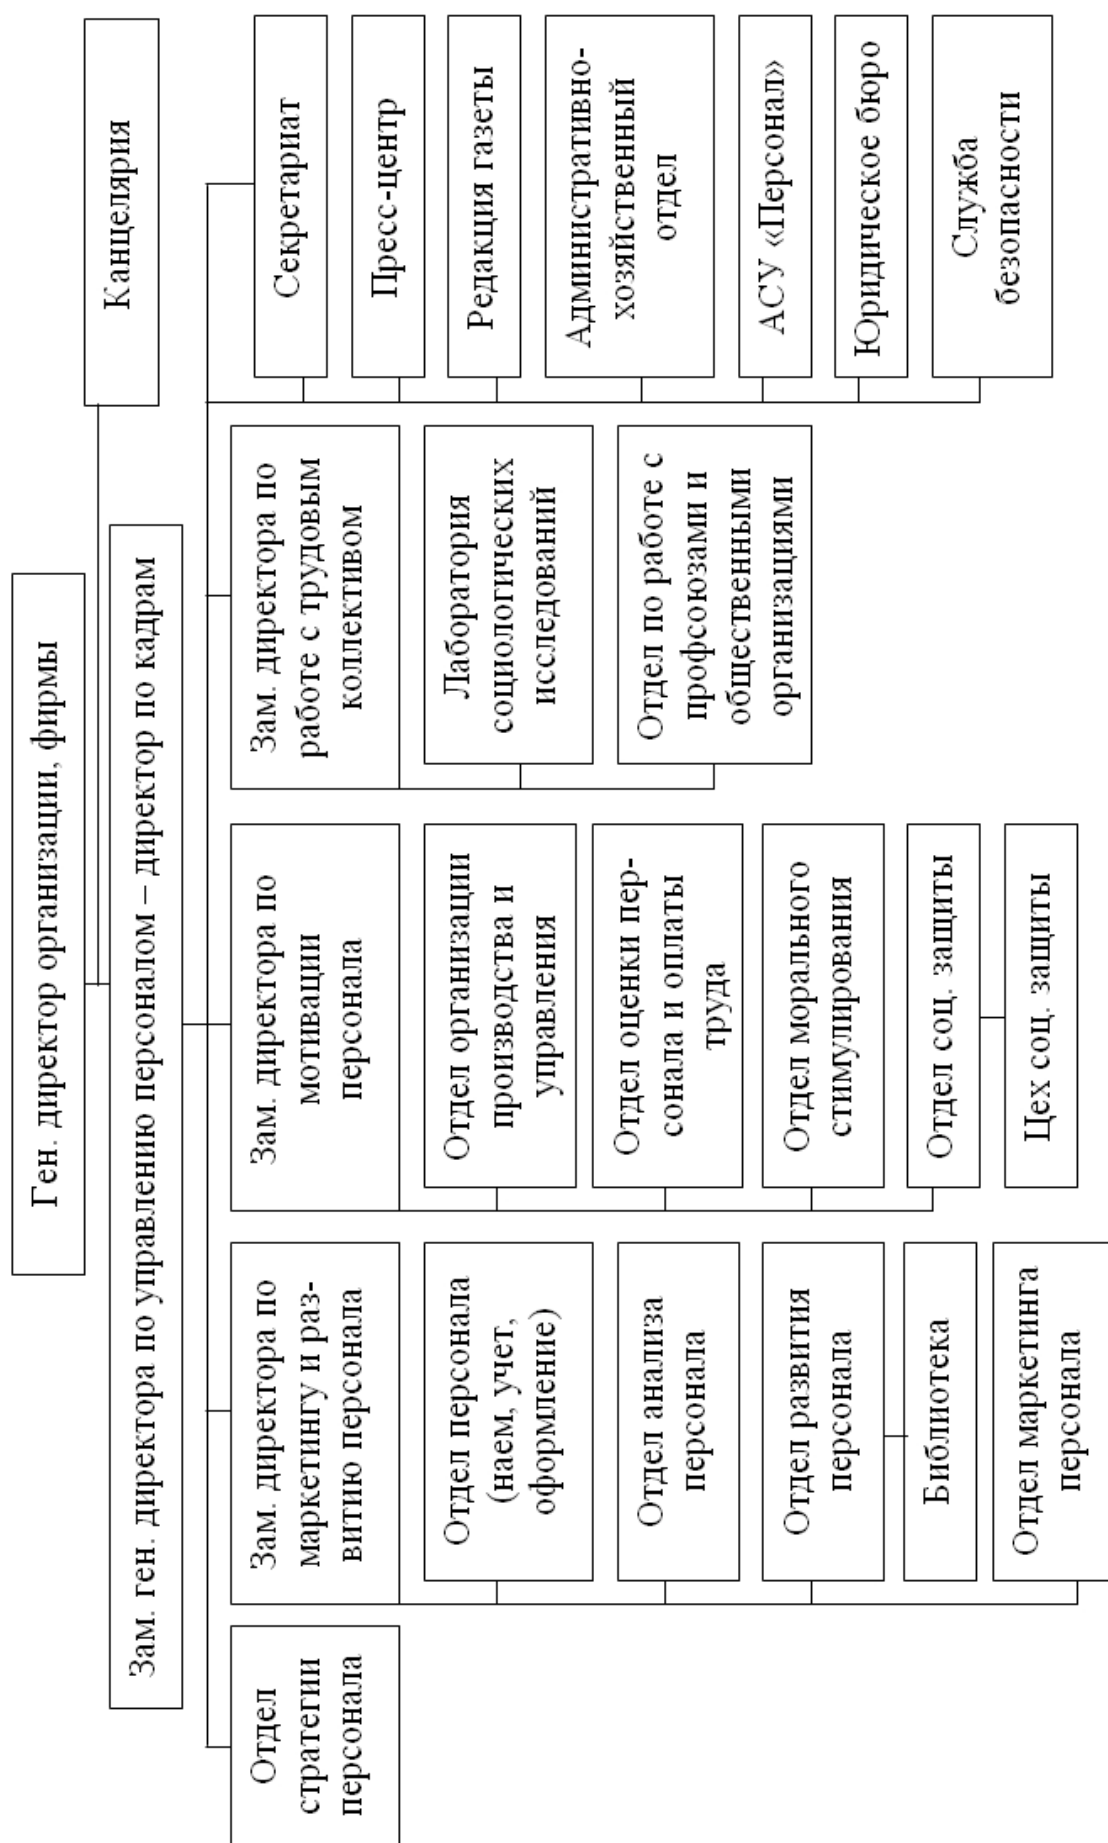 Ген. директор организации, фирмы
Канцелярия
Зам. ген. директора по управлению персоналом – директор по кадрам
Отдел
стратегии
персонала
Зам. директора по
маркетингу и раз-
витию персонала
Отдел персонала
(наем, учет,
оформление)
Отдел анализа
персонала
Отдел развития
персонала
Библиотека
Отдел маркетинга
персонала
Зам. директора по
мотивации
персонала
Отдел организации
производства и
управления
Отдел оценки пер-
сонала и оплаты
труда
Отдел морального
стимулирования
Отдел соц. защиты
Цех соц. защиты
Зам. директора по
работе с трудовым
коллективом
Лаборатория
социологических
исследований
Отдел по работе с
профсоюзами и
общественными
организациями
Секретариат
Пресс-центр
Редакция газеты
Административно-
хозяйственный
отдел
АСУ «Персонал»
Юридическое бюро
Служба
безопасности